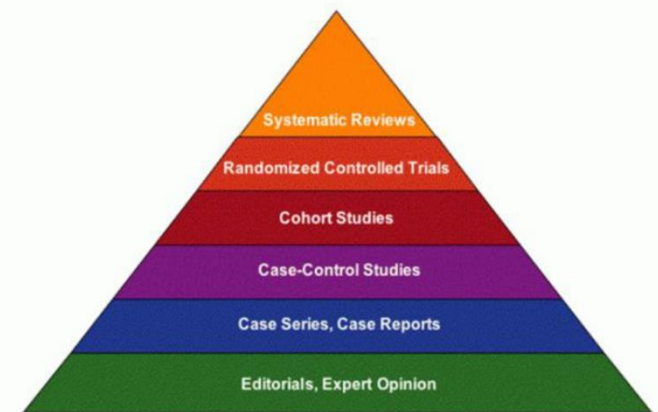 Systematic Reviews
Randomized Controlled Trials
Cohort Studies
Case-Control Studies
Case Series, Case Reports
Editorials, Expert Opinion